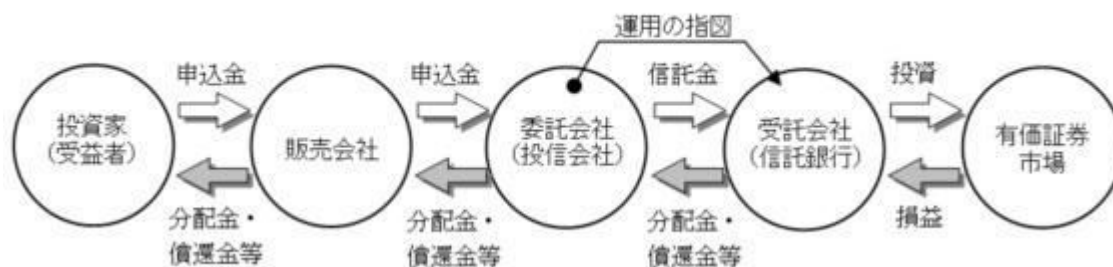 運用の指図
申込金
申込金
信託金
投資
投資家
(受益者)
販売会社
委託会社
(投信会社)
受託会社
(信託銀行)
有価証券
市場
分配金・
償還金等
分配金・
償還金等
分配金・
償還金等
損益